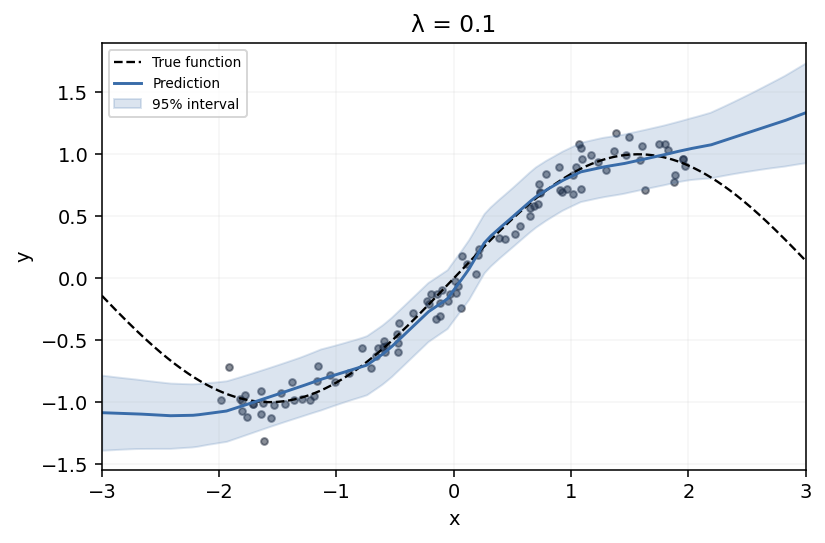 λ = 0.1
True function
Prediction
95% interval
y
1.5
1.0
0.5
0.0
−0.5
−1.0
−1.5
−3 −2 −1 0 1 2 3
x